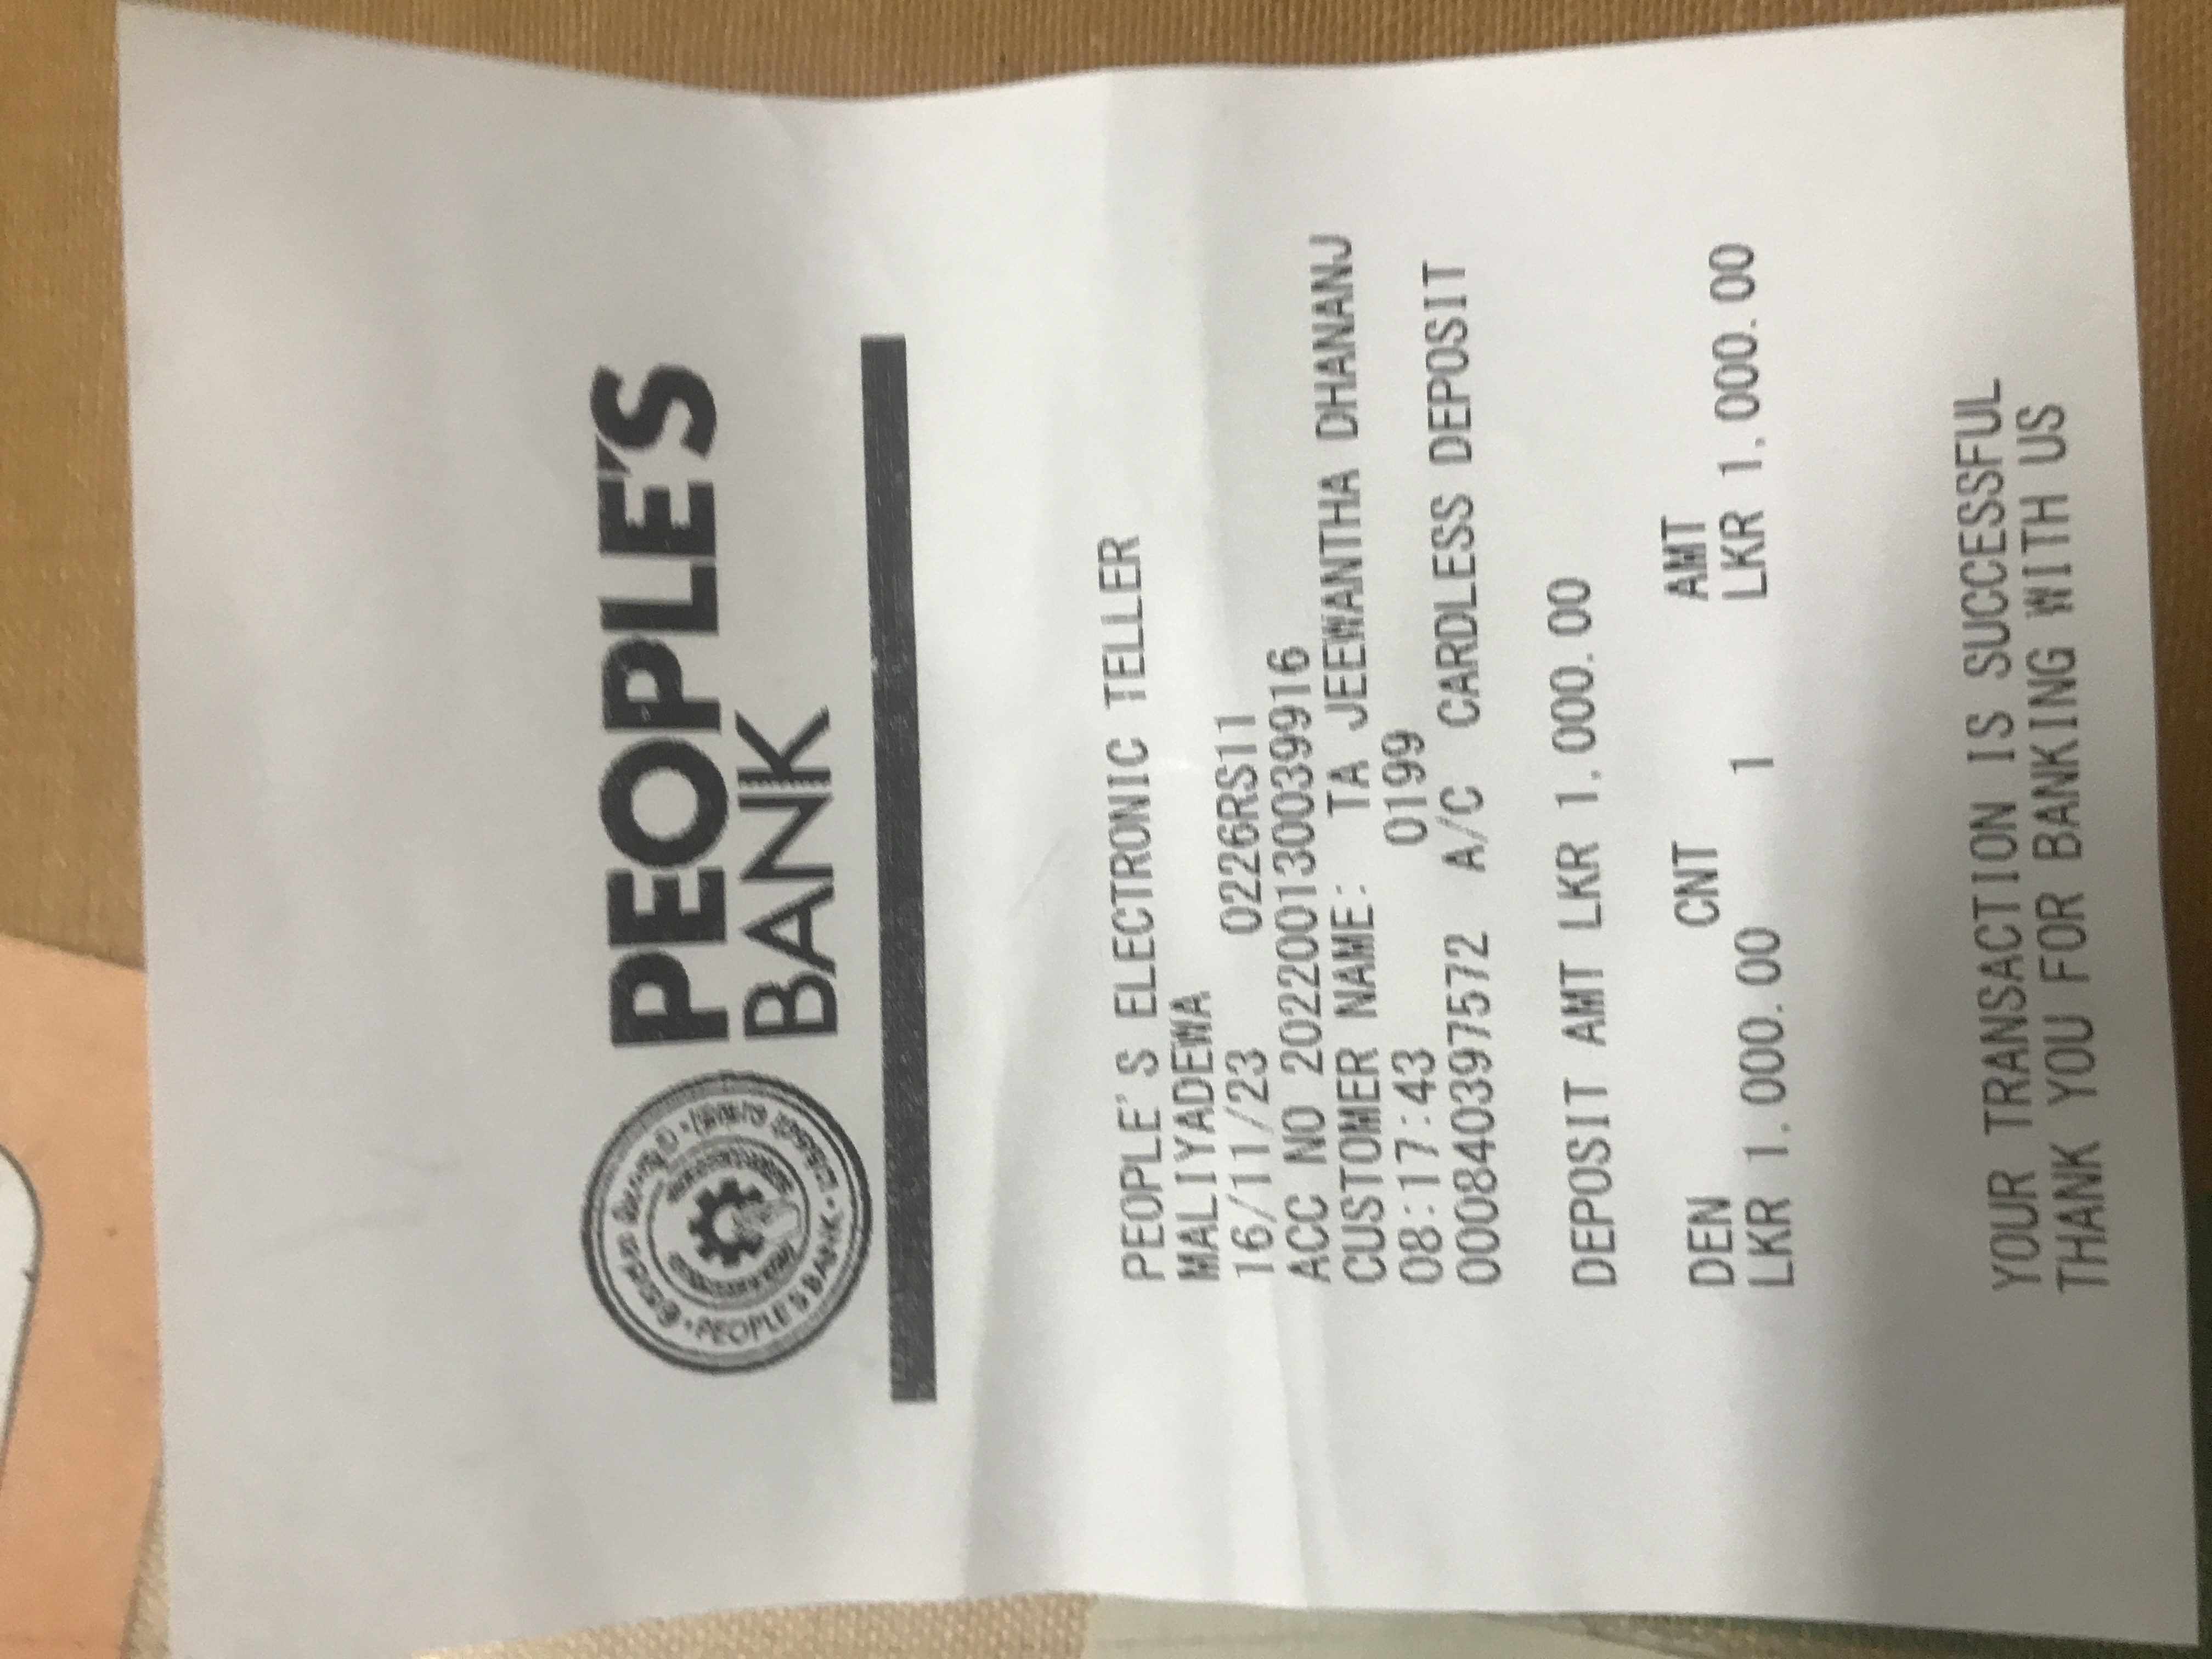 PEOPLE'S
BANK
PEOPLE'S BANK
PEOPLE'S ELECTRONIC TELLER
MALIYADEWA
16/11/23 0226RS11
ACC NO 202200130039916
CUSTOMER NAME: TA JEEWANTHA DHANANJ
08:17:43 0199
000840397572 A/C CARDLESS DEPOSIT
DEPOSIT AMT LKR 1,000.00
DEN CNT AMT
LKR 1,000.00 1 LKR 1,000.00
YOUR TRANSACTION IS SUCCESSFUL
THANK YOU FOR BANKING WITH US